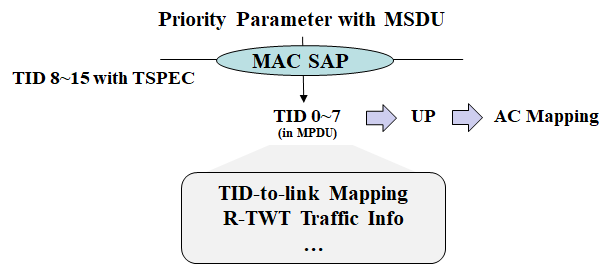 Priority Parameter with MSDU
MAC SAP
TID 8~15 with TSPEC
TID 0~7
(in MPDU)
UP
AC Mapping
TID-to-link Mapping
R-TWT Traffic Info
...